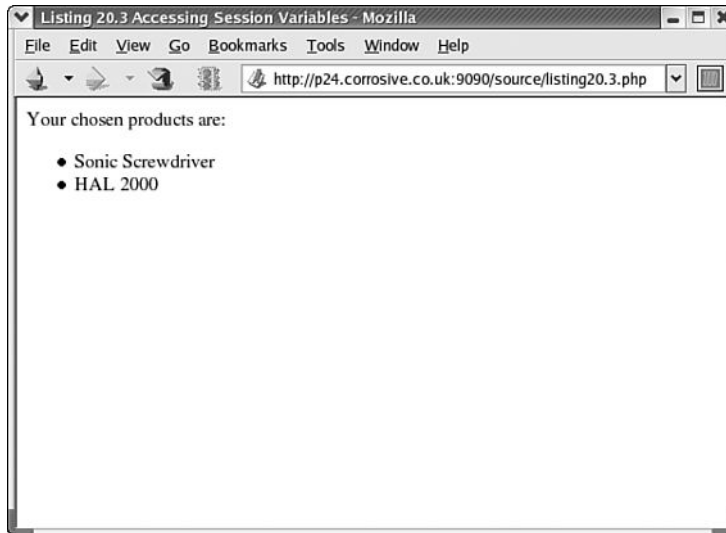 Listing 20.3 Accessing Session Variables - Mozilla
File Edit View Go Bookmarks Tools Window Help
http://p24.corrosive.co.uk:9090/source/listing20.3.php
Your chosen products are:
Sonic Screwdriver
HAL 2000